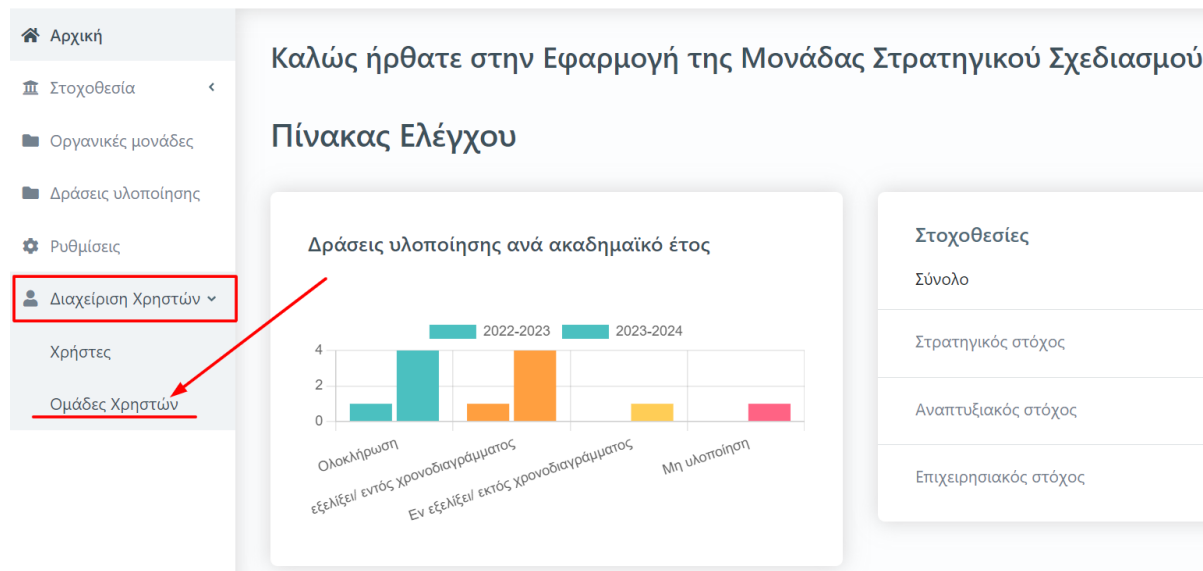 Αρχική
Στοχοθεσία
Οργανικές μονάδες
Δράσεις υλοποίησης
Ρυθμίσεις
Διαχείριση Χρηστών
Χρήστες
Ομάδες Χρηστών
Καλώς ήρθατε στην Εφαρμογή της Μονάδας Στρατηγικού Σχεδιασμού
Πίνακας Ελέγχου
Δράσεις υλοποίησης ανά ακαδημαϊκό έτος
2022-2023 2023-2024
4
2
0
Ολοκλήρωση
εξελίξει/ εντός χρονοδιαγράμματος
Εν εξελίξει/ εκτός χρονοδιαγράμματος
Μη υλοποίηση
Στοχοθεσίες
Σύνολο
Στρατηγικός στόχος
Αναπτυξιακός στόχος
Επιχειρησιακός στόχος